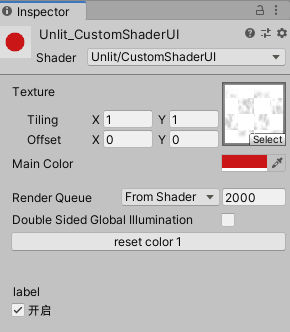 Inspector
Unlit_CustomShaderUI
Shader Unlit/CustomShaderUI
Texture
Tiling X 1 Y 1
Offset X 0 Y 0
Select
Main Color
Render Queue From Shader 2000
Double Sided Global Illumination
reset color 1
label
开启